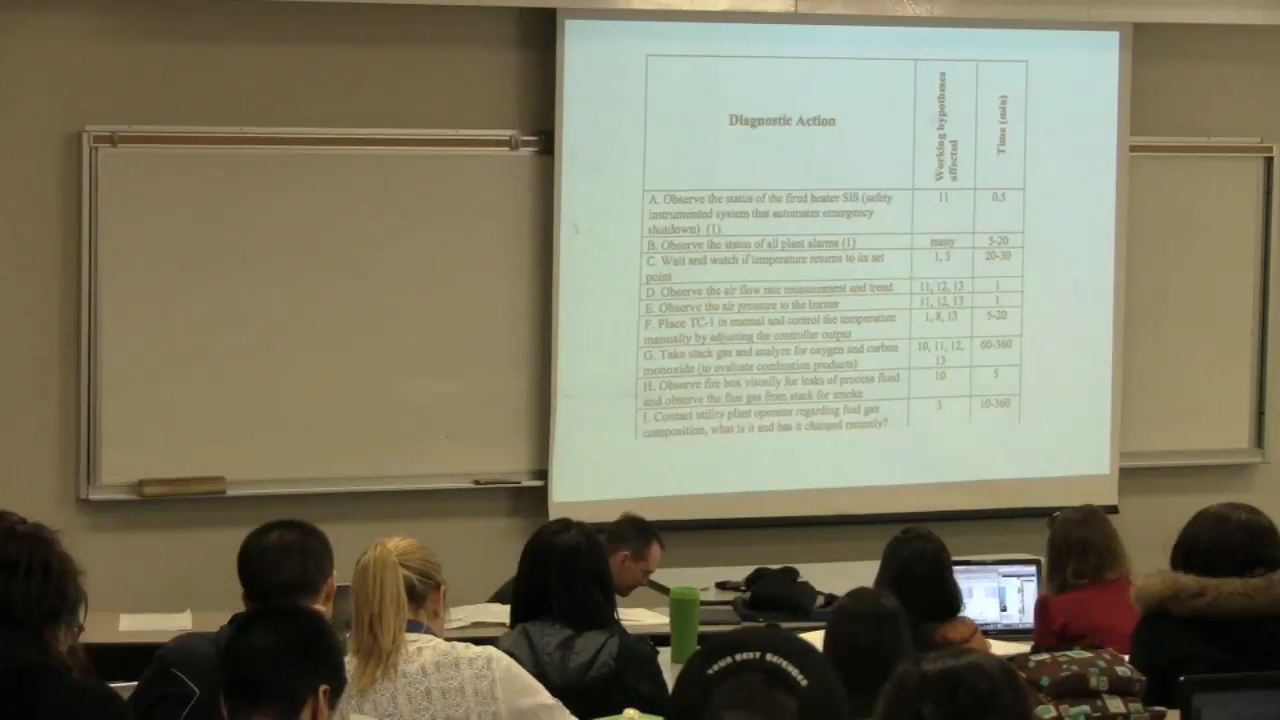 Diagnostic Action
Working hypotheses
affected
Time (min)
A. Observe the status of the fired heater SIS (safety
instrumented system that automates emergency
shutdown) (1)
11
0.5
B. Observe the status of all plant alarms (1)
many
5-20
C. Wait and watch if temperature returns to its set
point
1, 3
20-30
D. Observe the air flow rate measurement and trend
11, 12, 13
1
E. Observe the air pressure to the burner
11, 12, 13
1
F. Place TC-1 in manual and control the temperature
manually by adjusting the controller output
1, 8, 13
5-20
G. Take stack gas and analyze for oxygen and carbon
monoxide (to evaluate combustion products)
10, 11, 12,
13
60-360
H. Observe fire box visually for leaks of process fluid
and observe the flue gas from stack for smoke
10
5
I. Contact utility plant operator regarding fuel gas
composition, what is it and has it changed recently?
3
10-360
YOUR BEST